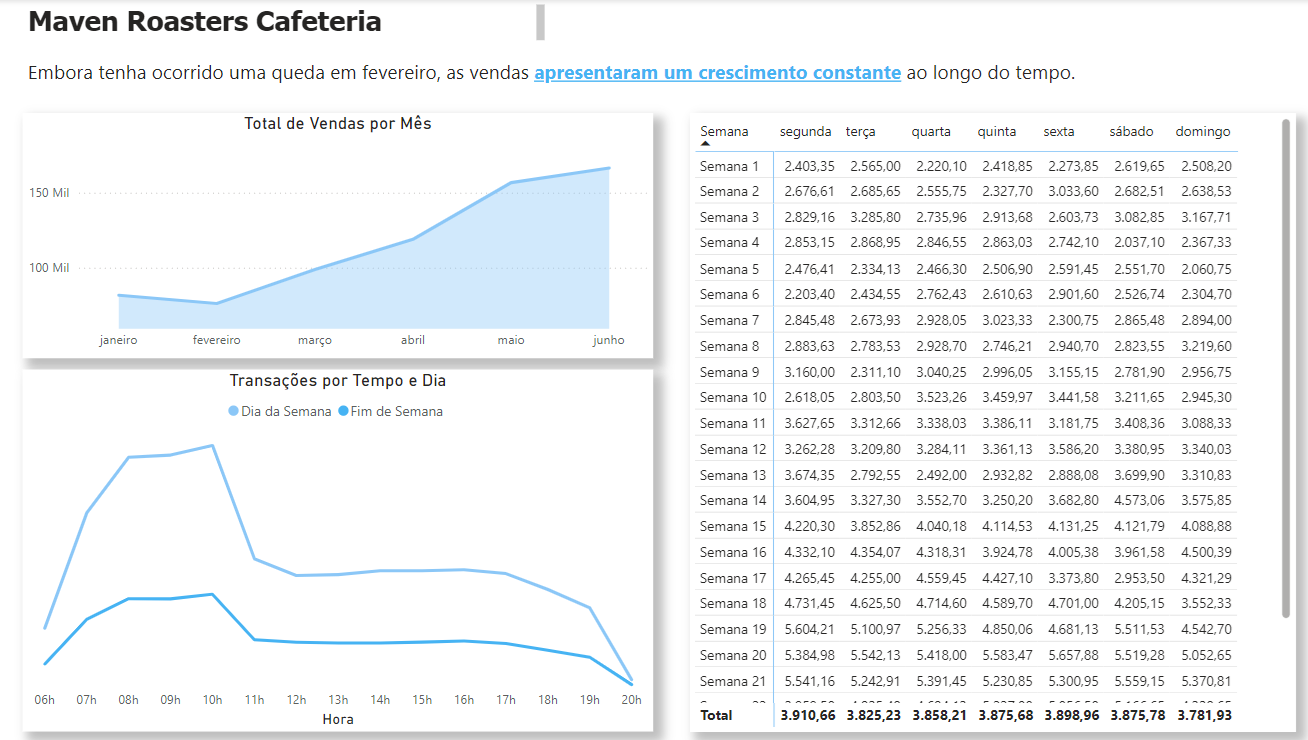 Maven Roasters Cafeteria
Embora tenha ocorrido uma queda em fevereiro, as vendas apresentaram um crescimento constante ao longo do tempo.
Total de Vendas por Mês
150 Mil
100 Mil
janeiro fevereiro março abril maio junho
Transações por Tempo e Dia
Dia da Semana Fim de Semana
06h 07h 08h 09h 10h 11h 12h 13h 14h 15h 16h 17h 18h 19h 20h
Hora
Semana segunda terça quarta quinta sexta sábado domingo
Semana 1 2.403,35 2.565,00 2.220,10 2.418,85 2.273,85 2.619,65 2.508,20
Semana 2 2.676,61 2.685,65 2.555,75 2.327,70 3.033,60 2.682,51 2.638,53
Semana 3 2.829,16 3.285,80 2.735,96 2.913,68 2.603,73 3.082,85 3.167,71
Semana 4 2.853,15 2.868,95 2.846,55 2.863,03 2.742,10 2.037,10 2.367,33
Semana 5 2.476,41 2.334,13 2.466,30 2.506,90 2.591,45 2.551,70 2.060,75
Semana 6 2.203,40 2.434,55 2.762,43 2.610,63 2.901,60 2.526,74 2.304,70
Semana 7 2.845,48 2.673,93 2.928,05 3.023,33 2.300,75 2.865,48 2.894,00
Semana 8 2.883,63 2.783,53 2.928,70 2.746,21 2.940,70 2.823,55 3.219,60
Semana 9 3.160,00 2.311,10 3.040,25 2.996,05 3.155,15 2.781,90 2.956,75
Semana 10 2.618,05 2.803,50 3.523,26 3.459,97 3.441,58 3.211,65 2.945,30
Semana 11 3.627,65 3.312,66 3.338,03 3.386,11 3.181,75 3.408,36 3.088,33
Semana 12 3.262,28 3.209,80 3.284,11 3.361,13 3.586,20 3.380,95 3.340,03
Semana 13 3.674,35 2.792,55 2.492,00 2.932,82 2.888,08 3.699,90 3.310,83
Semana 14 3.604,95 3.327,30 3.552,70 3.250,20 3.682,80 4.573,06 3.575,85
Semana 15 4.220,30 3.852,86 4.040,18 4.114,53 4.131,25 4.121,79 4.088,88
Semana 16 4.332,10 4.354,07 4.318,31 3.924,78 4.005,38 3.961,58 4.500,39
Semana 17 4.265,45 4.255,00 4.559,45 4.427,10 3.373,80 2.953,50 4.321,29
Semana 18 4.731,45 4.625,50 4.714,60 4.589,70 4.701,00 4.205,15 3.552,33
Semana 19 5.604,21 5.100,97 5.256,33 4.850,06 4.681,13 5.511,53 4.542,70
Semana 20 5.384,98 5.542,13 5.418,00 5.583,47 5.657,88 5.519,28 5.052,65
Semana 21 5.541,16 5.242,91 5.391,45 5.230,85 5.300,95 5.559,15 5.370,81
Total 3.910,66 3.825,23 3.858,21 3.875,68 3.898,96 3.875,78 3.781,93